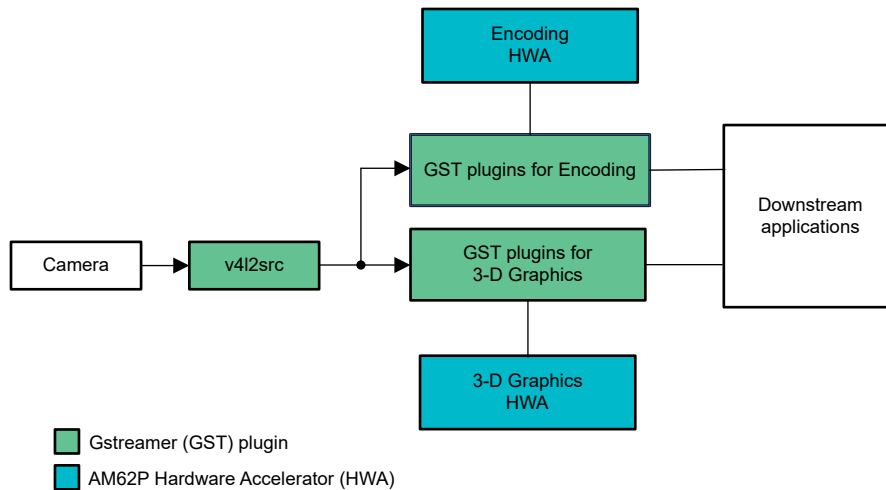 Encoding
HWA
GST plugins for Encoding
Downstream
applications
Camera
v4l2src
GST plugins for
3-D Graphics
3-D Graphics
HWA
Gstreamer (GST) plugin
AM62P Hardware Accelerator (HWA)